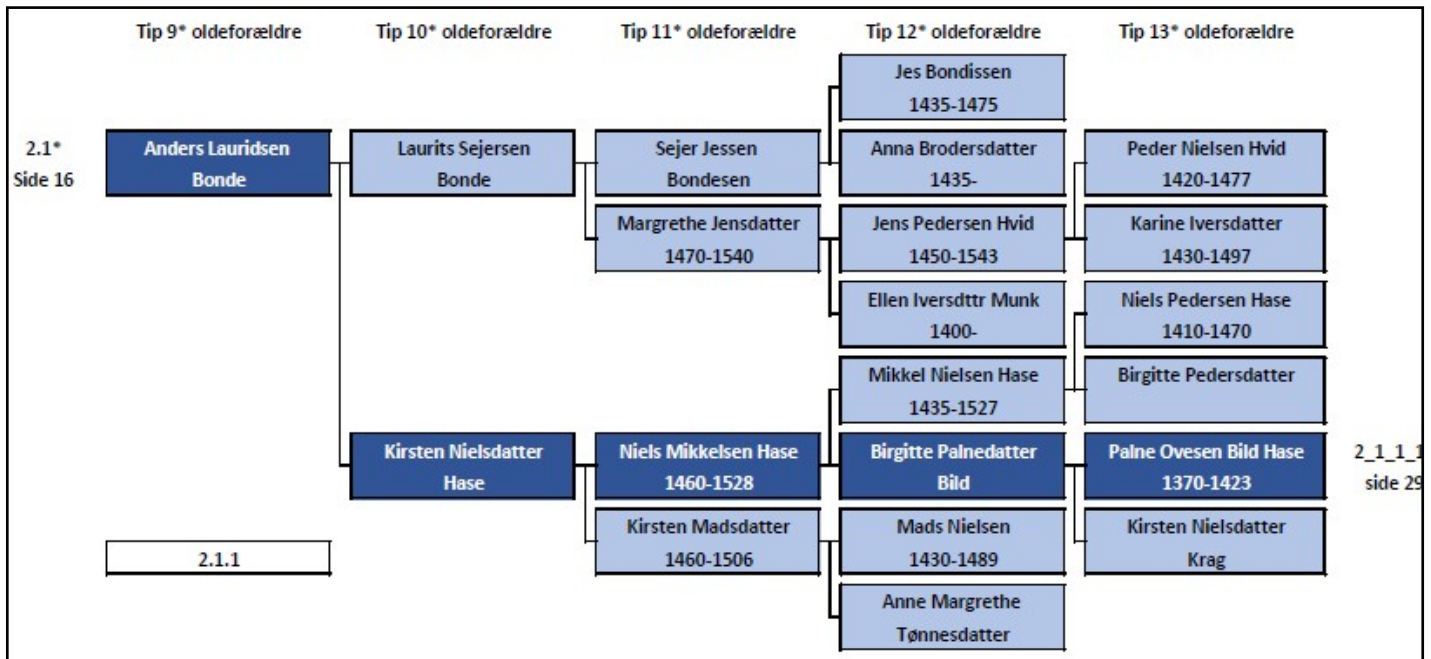 Tip 9* oldeforældre
Tip 10* oldeforældre
Tip 11* oldeforældre
Tip 12* oldeforældre
Tip 13* oldeforældre
2.1*
Side 16
Anders Lauridsen
Bonde
Laurits Sejersen
Bonde
Sejer Jessen
Bondesen
Jes Bondissen
1435-1475
Anna Brodersdatter
1435-
Peder Nielsen Hvid
1420-1477
Margrethe Jensdatter
1470-1540
Jens Pedersen Hvid
1450-1543
Karine Iversdatter
1430-1497
Ellen Iversdttr Munk
1400-
Niels Pedersen Hase
1410-1470
Mikkel Nielsen Hase
1435-1527
Birgitte Pedersdatter
Kirsten Nielsdatter
Hase
Niels Mikkelsen Hase
1460-1528
Birgitte Palnedatter
Bild
Palne Ovesen Bild Hase
1370-1423
2_1_1_1
side 29
Kirsten Madsdatter
1460-1506
Mads Nielsen
1430-1489
Kirsten Nielsdatter
Krag
2.1.1
Anne Margrethe
Tønnesdatter